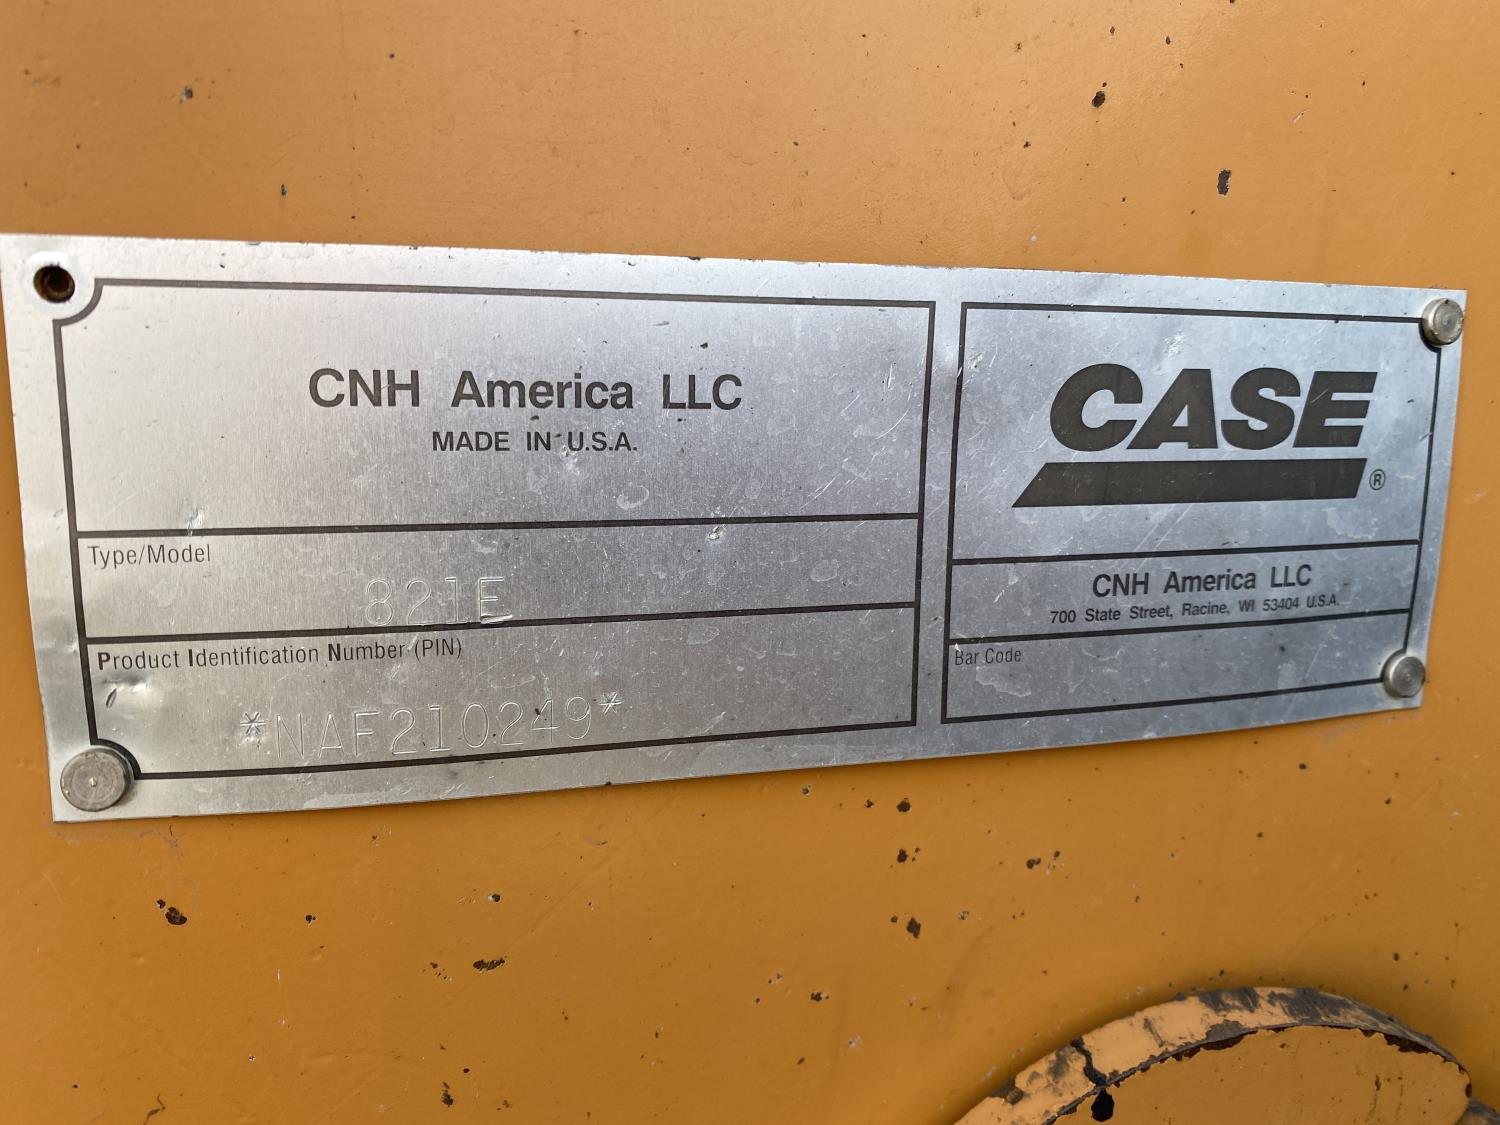 CNH America LLC
MADE IN U.S.A.
Type/Model
821E
Product Identification Number (PIN)
*NAF210249*
CASE
®
CNH America LLC
700 State Street, Racine, WI 53404 U.S.A.
Bar Code